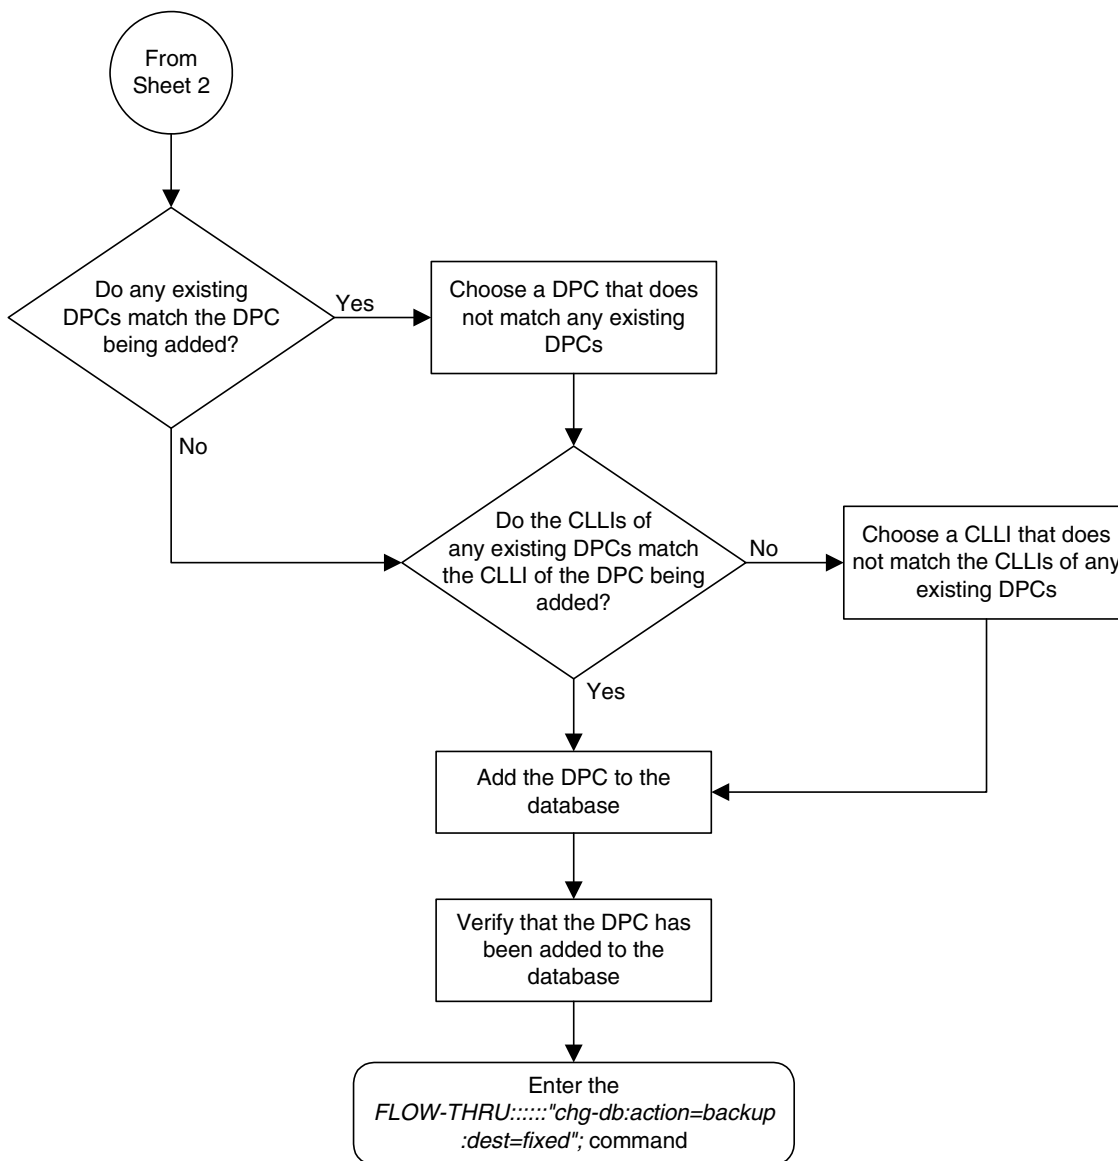 From
Sheet 2
Do any existing
DPCs match the DPC
being added?
Yes
Choose a DPC that does
not match any existing
DPCs
No
Do the CLLIs of
any existing DPCs match
the CLLI of the DPC being
added?
No
Choose a CLLI that does
not match the CLLIs of any
existing DPCs
Yes
Add the DPC to the
database
Verify that the DPC has
been added to the
database
Enter the
FLOW-THRU::::::"chg-db:action=backup
:dest=fixed"; command